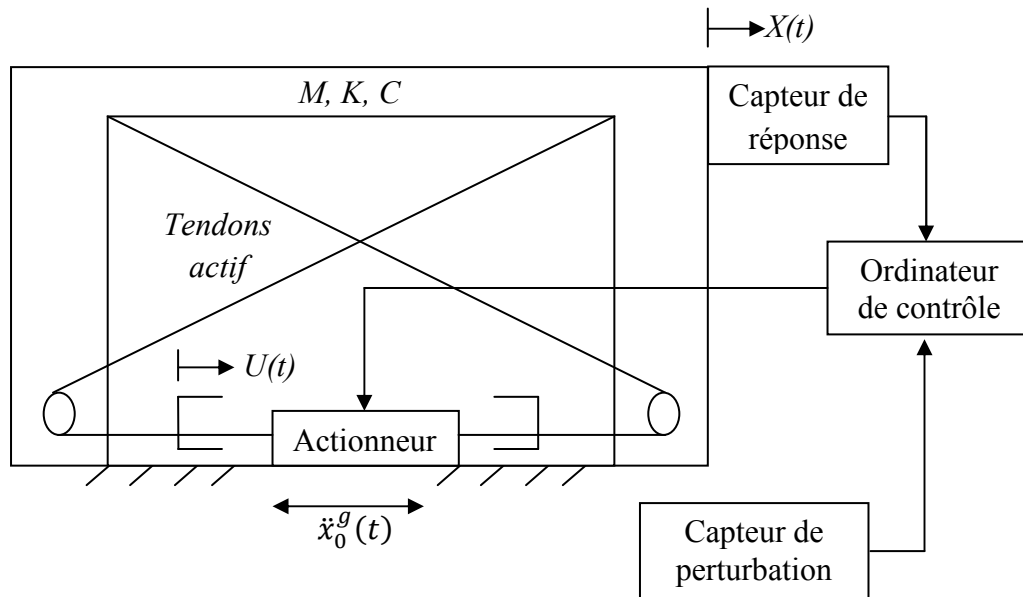 X(t)
M, K, C
Capteur de
réponse
Tendons
actif
Ordinateur
de contrôle
U(t)
Actionneur
ẍ₀ᵍ(t)
Capteur de
perturbation